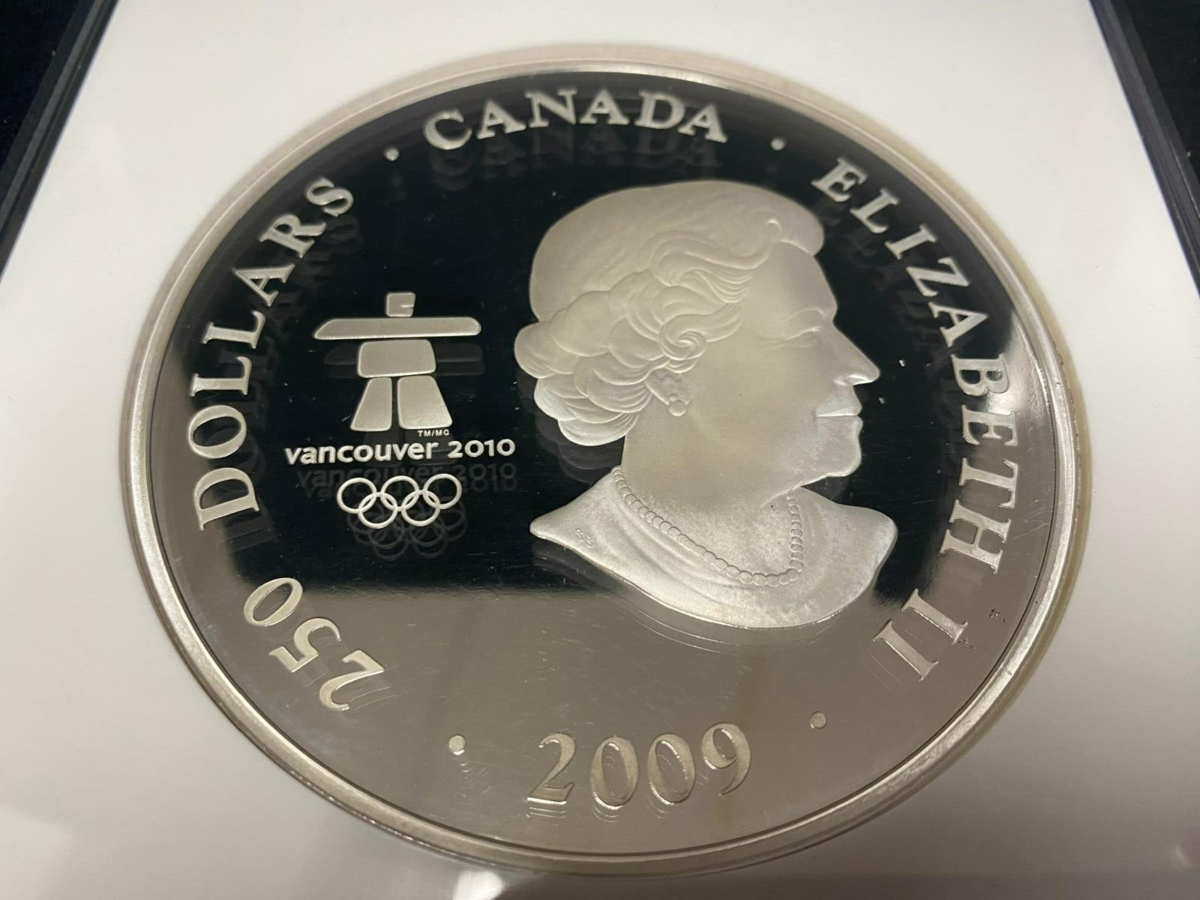 250 DOLLARS · CANADA · ELIZABETH II · 2009 ·
TM/MC
vancouver 2010